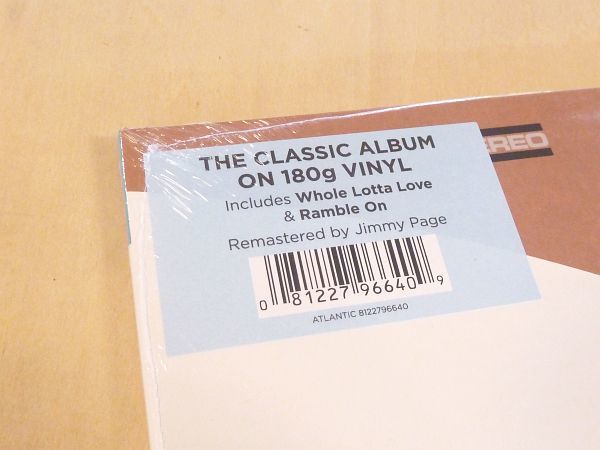 THE CLASSIC ALBUM
ON 180g VINYL
Includes Whole Lotta Love
& Ramble On
Remastered by Jimmy Page
0 81227 96640 9
ATLANTIC 8122796640
EREO